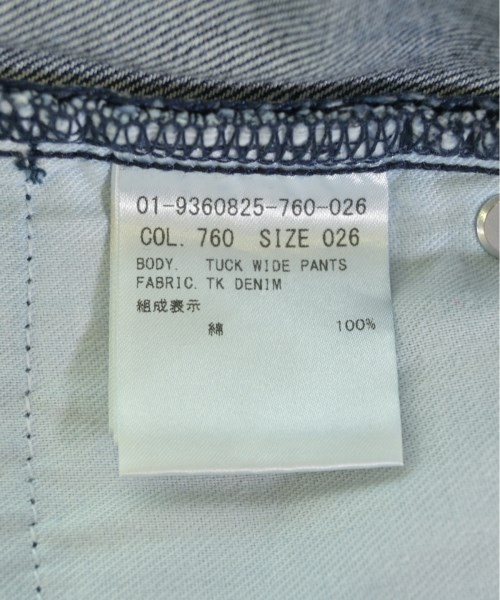 01-9360825-760-026
COL. 760 SIZE 026
BODY. TUCK WIDE PANTS
FABRIC. TK DENIM
組成表示
綿 100%